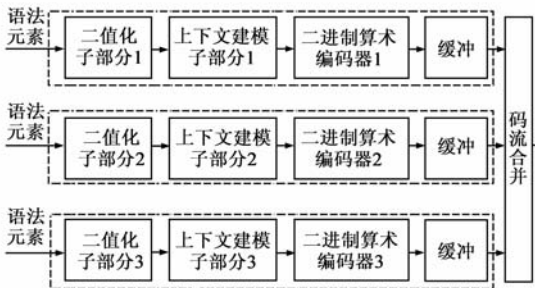 语法
元素
二值化
子部分1
上下文建模
子部分1
二进制算术
编码器1
缓冲
语法
元素
二值化
子部分2
上下文建模
子部分2
二进制算术
编码器2
缓冲
语法
元素
二值化
子部分3
上下文建模
子部分3
二进制算术
编码器3
缓冲
码流合并